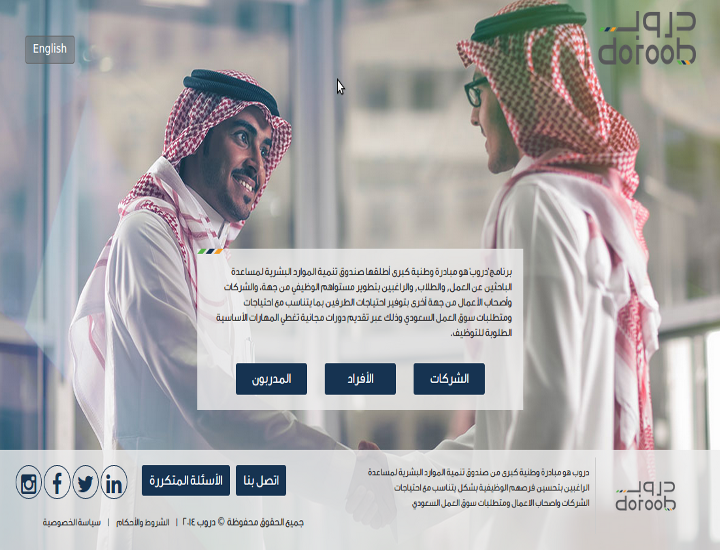 English
دروب
doroob
برنامج"دروب"هو مبادرة وطنية كبرى أطلقها صندوق تنمية الموارد البشرية لمساعدة
الباحثين عن العمل، والطلاب، والراغبين بتطوير مستواهم الوظيفي من جهة، والشركات
وأصحاب الأعمال من جهة أخرى بتوفير احتياجات الطرفين بما يتناسب مع احتياجات
ومتطلبات سوق العمل السعودي وذلك عبر تقديم دورات مجانية تغطي المهارات الأساسية
الطلوبة للتوظيف.
الشركات
الأفراد
المدربون
دروب هو مبادرة وطنية كبرى من صندوق تنمية الموارد البشرية لمساعدة
الراغبين بتحسين فرصهم الوظيفية بشكل يتناسب مع احتياجات
الشركات واصحاب الاعمال ومتطلبات سوق العمل السعودي
دروب
doroob
اتصل بنا
الأسئلة المتكررة
جميع الحقوق محفوظة © دروب ٢٠١٤ | الشروط والأحكام | سياسة الخصوصية